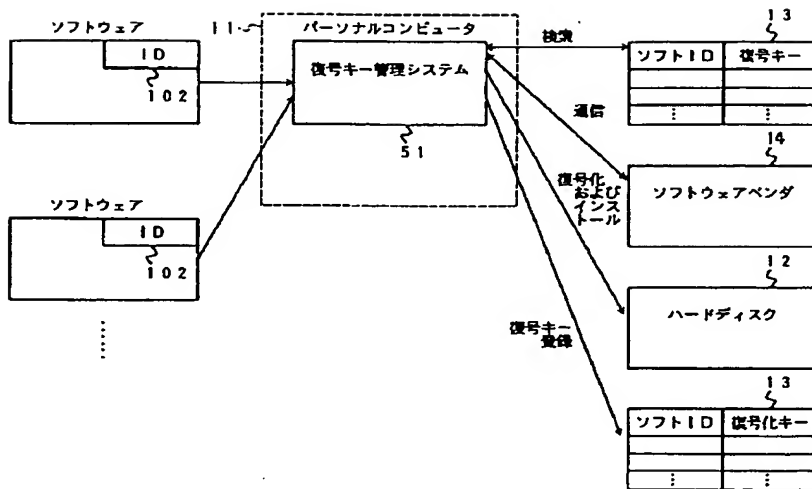 ソフトウェア
ID
102
ソフトウェア
ID
102
11
パーソナルコンピュータ
復号キー管理システム
51
検索
通信
復号化
および
インス
トール
復号キー
登録
13
ソフトID 復号キー
14
ソフトウェアベンダ
12
ハードディスク
13
ソフトID 復号化キー